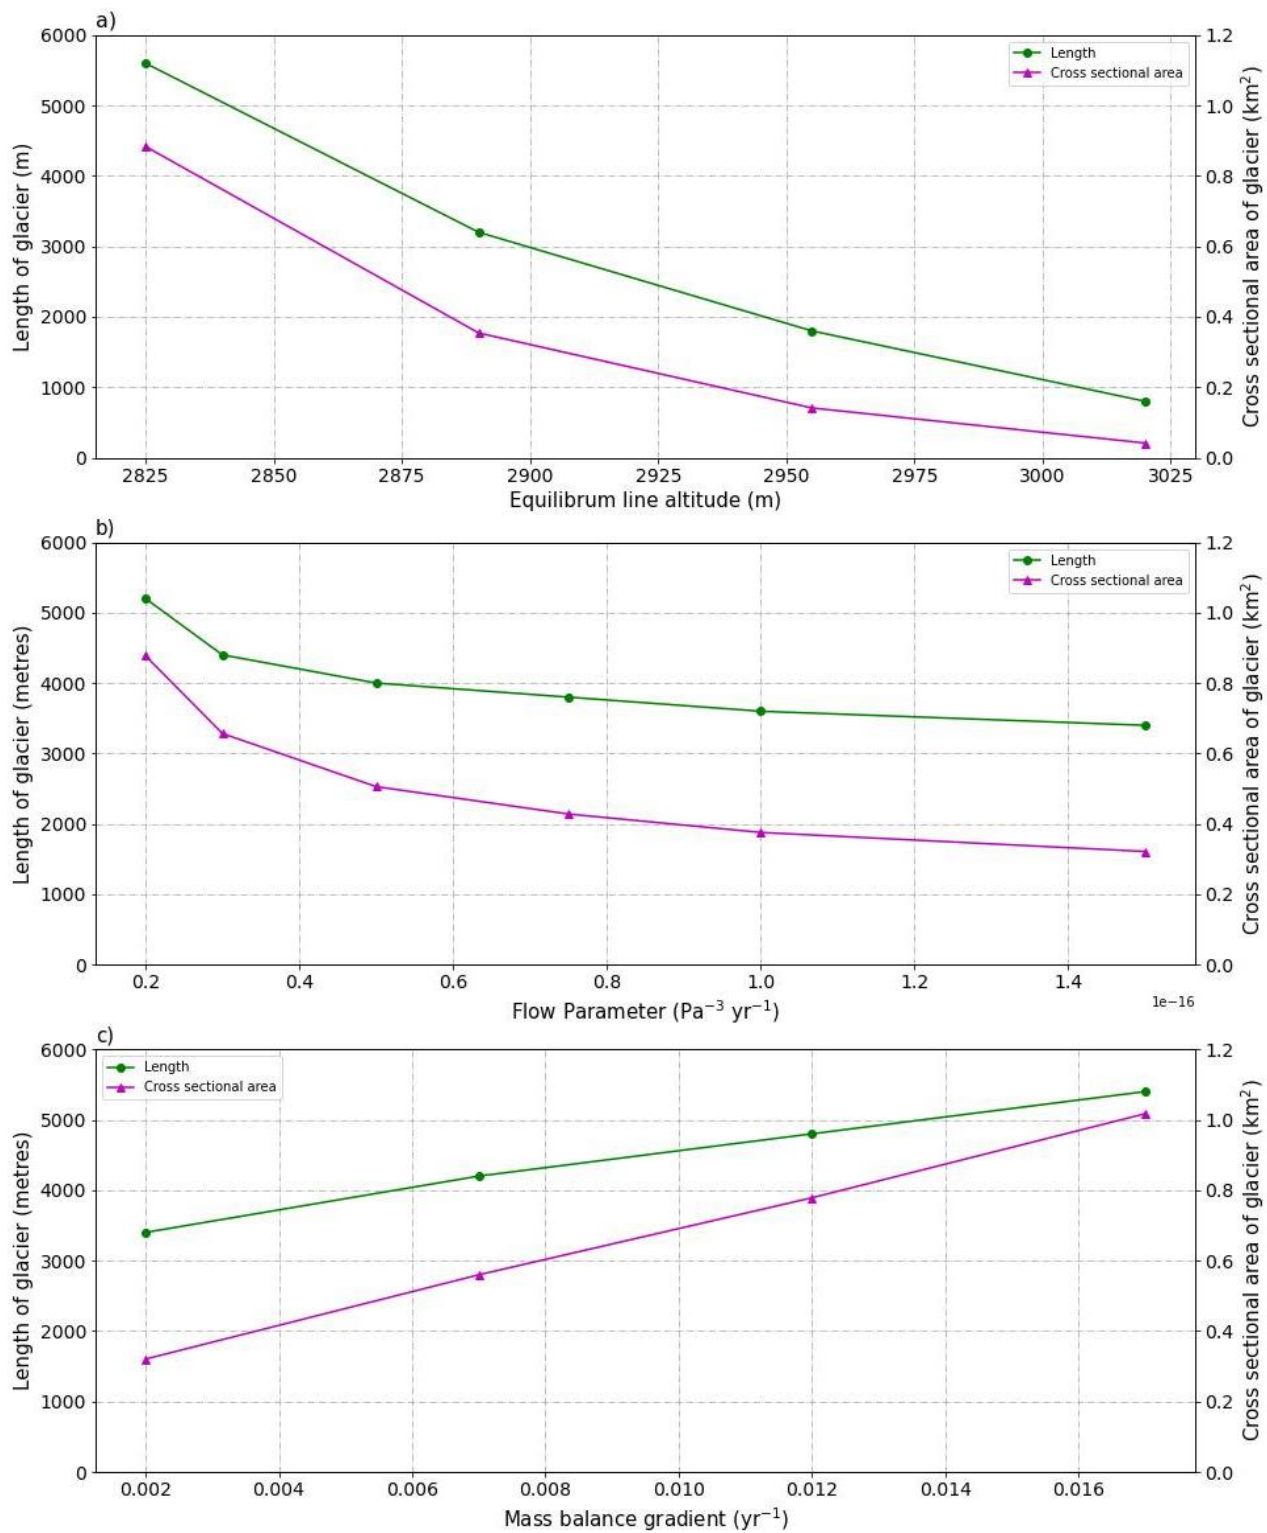 a)
6000
5000
4000
3000
2000
1000
0
Length of glacier (m)
1.2
1.0
0.8
0.6
0.4
0.2
0.0
Cross sectional area of glacier (km²)
Length
Cross sectional area
2825 2850 2875 2900 2925 2950 2975 3000 3025
Equilibrum line altitude (m)
b)
6000
5000
4000
3000
2000
1000
0
Length of glacier (metres)
1.2
1.0
0.8
0.6
0.4
0.2
0.0
Cross sectional area of glacier (km²)
Length
Cross sectional area
0.2 0.4 0.6 0.8 1.0 1.2 1.4
1e−16
Flow Parameter (Pa⁻³ yr⁻¹)
c)
6000
5000
4000
3000
2000
1000
0
Length of glacier (metres)
1.2
1.0
0.8
0.6
0.4
0.2
0.0
Cross sectional area of glacier (km²)
Length
Cross sectional area
0.002 0.004 0.006 0.008 0.010 0.012 0.014 0.016
Mass balance gradient (yr⁻¹)